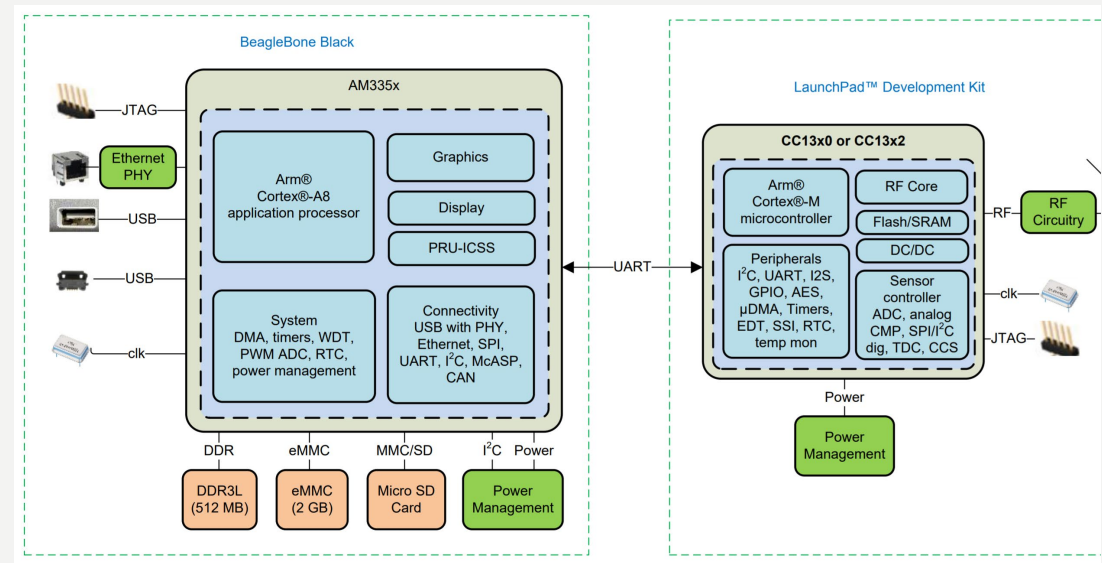 BeagleBone Black
AM335x
JTAG
Ethernet
PHY
USB
USB
clk
Arm®
Cortex®-A8
application processor
Graphics
Display
PRU-ICSS
System
DMA, timers, WDT,
PWM ADC, RTC,
power management
Connectivity
USB with PHY,
Ethernet, SPI,
UART, I²C, McASP,
CAN
DDR
eMMC
MMC/SD
I²C
Power
DDR3L
(512 MB)
eMMC
(2 GB)
Micro SD
Card
Power
Management
UART
LaunchPad™ Development Kit
CC13x0 or CC13x2
Arm®
Cortex®-M
microcontroller
RF Core
Flash/SRAM
DC/DC
Peripherals
I²C, UART, I2S,
GPIO, AES,
µDMA, Timers,
EDT, SSI, RTC,
temp mon
Sensor
controller
ADC, analog
CMP, SPI/I²C
dig, TDC, CCS
RF
RF
Circuitry
clk
JTAG
Power
Power
Management